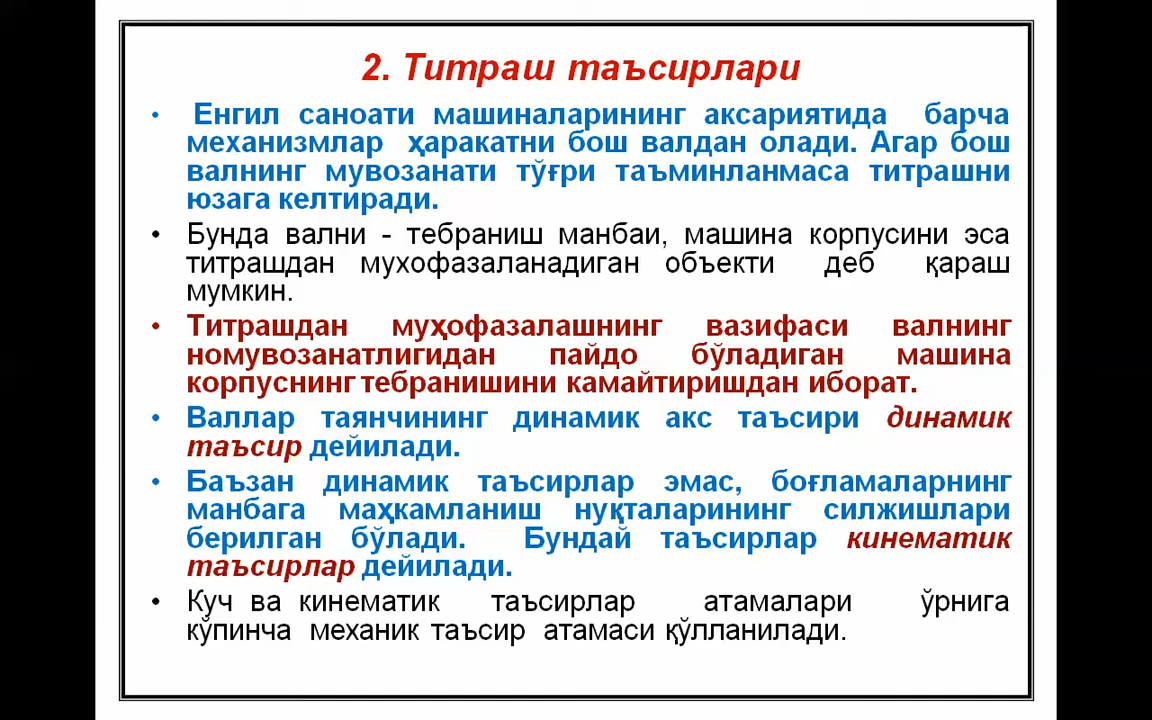 2. Титраш таъсирлари
• Енгил саноати машиналарининг аксариятида барча
механизмлар ҳаракатни бош валдан олади. Агар бош
валнинг мувозанати тўғри таъминланмаса титрашни
юзага келтиради.
• Бунда вални - тебраниш манбаи, машина корпусини эса
титрашдан мухофазаланадиган объекти деб қараш
мумкин.
• Титрашдан муҳофазалашнинг вазифаси валнинг
номувозанатлигидан пайдо бўладиган машина
корпуснинг тебранишини камайтиришдан иборат.
• Валлар таянчининг динамик акс таъсири динамик
таъсир дейилади.
• Баъзан динамик таъсирлар эмас, боғламаларнинг
манбага маҳкамланиш нуқталарининг силжишлари
берилган бўлади. Бундай таъсирлар кинематик
таъсирлар дейилади.
• Куч ва кинематик таъсирлар атамалари ўрнига
кўпинча механик таъсир атамаси қўлланилади.